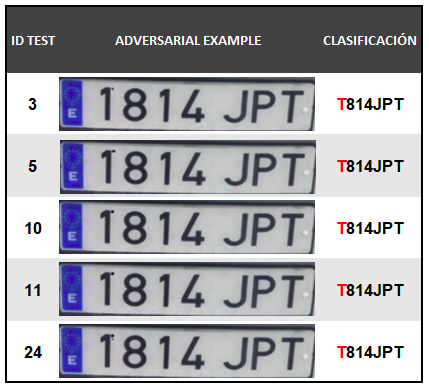 ID TEST ADVERSARIAL EXAMPLE CLASIFICACIÓN
3 E 1814 JPT T814JPT
5 E 1814 JPT T814JPT
10 E 1814 JPT T814JPT
11 E 1814 JPT T814JPT
24 E 1814 JPT T814JPT